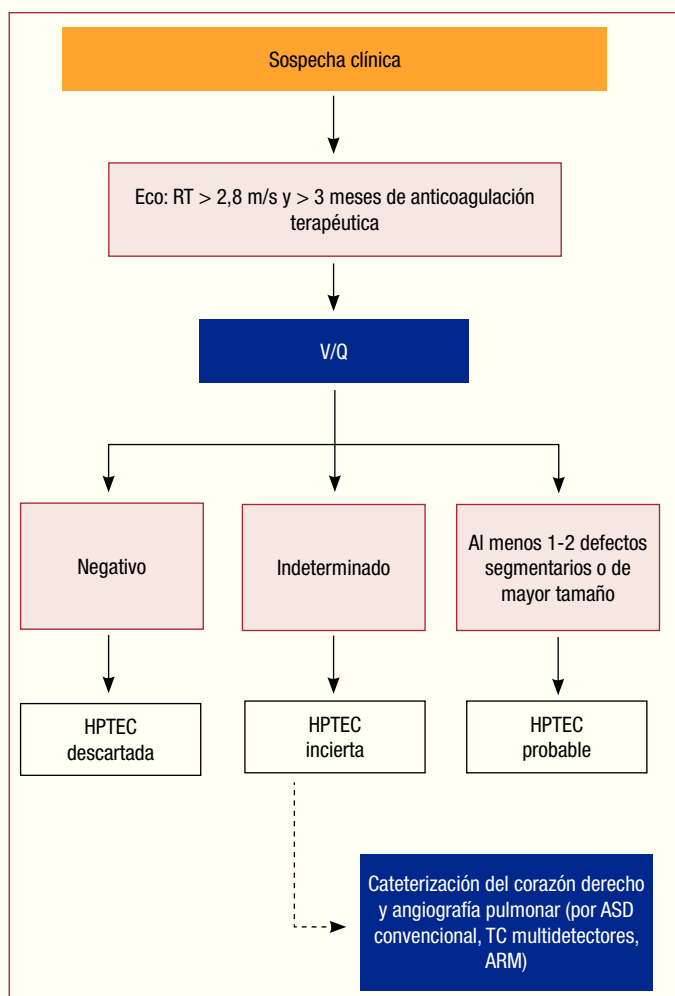 Sospecha clínica
Eco: RT > 2,8 m/s y > 3 meses de anticoagulación
terapéutica
V/Q
Negativo
Indeterminado
Al menos 1-2 defectos
segmentarios o de
mayor tamaño
HPTEC
descartada
HPTEC
incierta
HPTEC
probable
Cateterización del corazón derecho
y angiografía pulmonar (por ASD
convencional, TC multidetectores,
ARM)